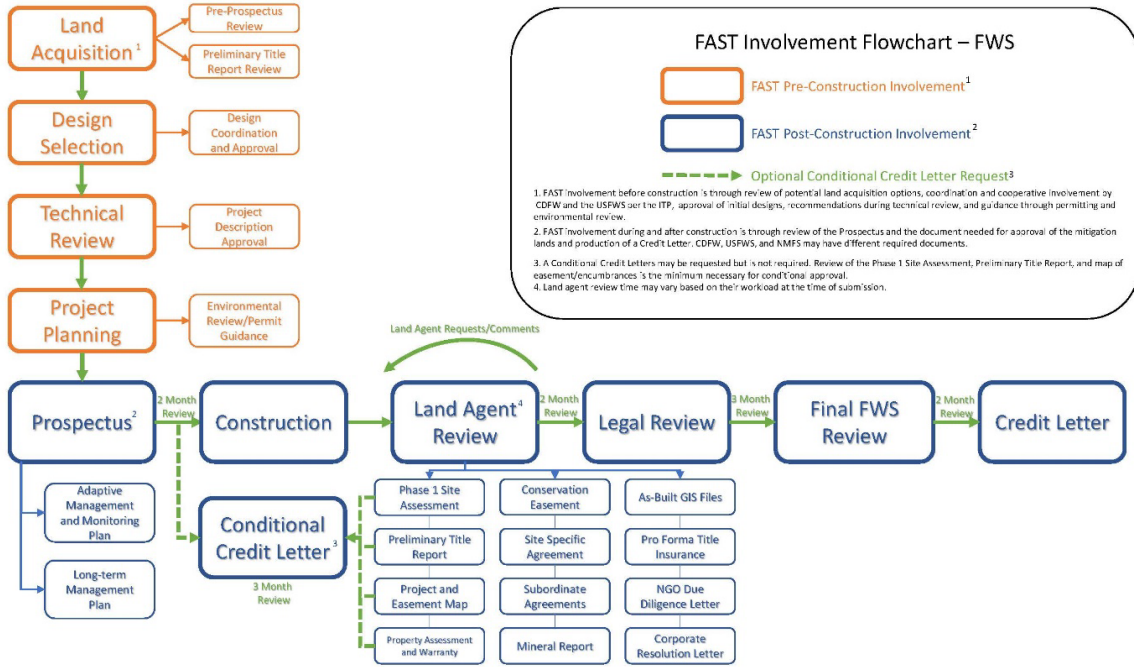 Land
Acquisition 1
Pre-Prospectus
Review
Preliminary Title
Report Review
Design
Selection
Design
Coordination
and Approval
Technical
Review
Project
Description
Approval
Project
Planning
Environmental
Review/Permit
Guidance
FAST Involvement Flowchart – FWS
FAST Pre-Construction Involvement1
FAST Post-Construction Involvement2
Optional Conditional Credit Letter Request3
1. FAST involvement before construction is through review of potential land acquisition options, coordination and cooperative involvement by
CDFW and the USFWS per the ITP, approval of initial designs, recommendations during technical review, and guidance through permitting and
environmental review.
2. FAST involvement during and after construction is through review of the Prospectus and the document needed for approval of the mitigation
lands and production of a Credit Letter. CDFW, USFWS, and NMFS may have different required documents.
3. A Conditional Credit Letters may be requested but is not required. Review of the Phase 1 Site Assessment, Preliminary Title Report, and map of
easement/encumbrances is the minimum necessary for conditional approval.
4. Land agent review time may vary based on their workload at the time of submission.
Land Agent Requests/Comments
Prospectus2
2 Month
Review
Construction
Land Agent4
Review
2 Month
Review
Legal Review
3 Month
Review
Final FWS
Review
2 Month
Review
Credit Letter
Adaptive
Management
and Monitoring
Plan
Long-term
Management
Plan
Conditional
Credit Letter3
3 Month
Review
Phase 1 Site
Assessment
Preliminary Title
Report
Project and
Easement Map
Property Assessment
and Warranty
Conservation
Easement
Site Specific
Agreement
Subordinate
Agreements
Mineral Report
As-Built GIS Files
Pro Forma Title
Insurance
NGO Due
Diligence Letter
Corporate
Resolution Letter